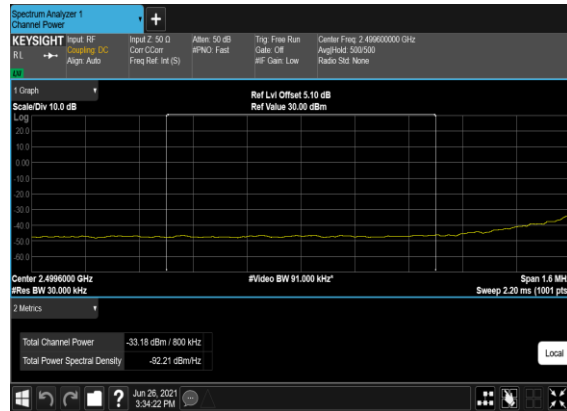 Spectrum Analyzer 1
Channel Power
+
KEYSIGHT Input: RF Input Z: 50 Ω Atten: 50 dB Trig: Free Run Center Freq: 2.499600000 GHz
RL Coupling: DC Corr CCorr #PNO: Fast Gate: Off Avg|Hold: 500/500
Align: Auto Freq Ref: Int (S) #IF Gain: Low Radio Std: None
1 Graph
Ref Lvl Offset 5.10 dB
Scale/Div 10.0 dB Ref Value 30.00 dBm
Log
20.0
10.0
0.00
-10.0
-20.0
-30.0
-40.0
-50.0
-60.0
Center 2.4996000 GHz #Video BW 91.000 kHz* Span 1.6 MH
#Res BW 30.000 kHz Sweep 2.20 ms (1001 pts
2 Metrics
Total Channel Power -33.18 dBm / 800 kHz
Total Power Spectral Density -92.21 dBm/Hz
Local
? Jun 26, 2021
3:34:22 PM